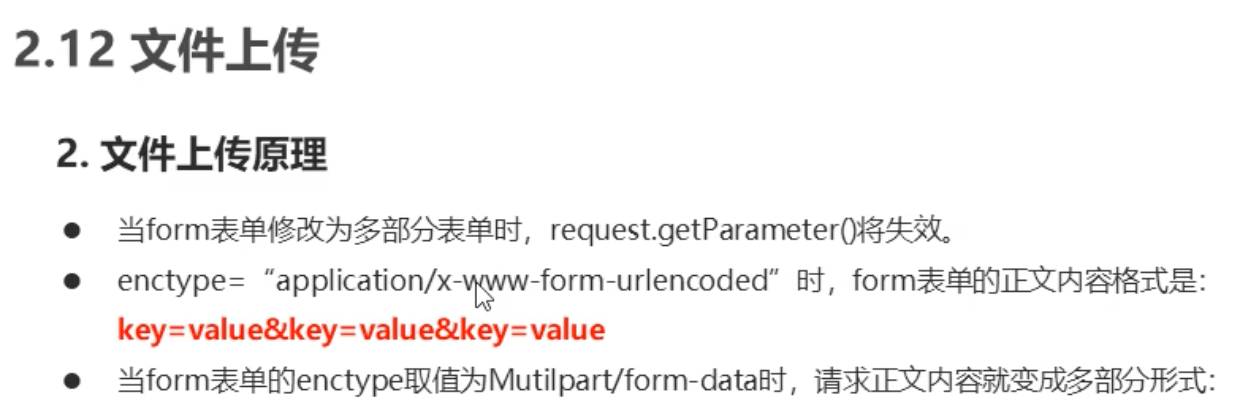 2.12 文件上传
2. 文件上传原理
● 当form表单修改为多部分表单时，request.getParameter()将失效。
● enctype=“application/x-www-form-urlencoded”时，form表单的正文内容格式是：
key=value&key=value&key=value
● 当form表单的enctype取值为Mutilpart/form-data时，请求正文内容就变成多部分形式：